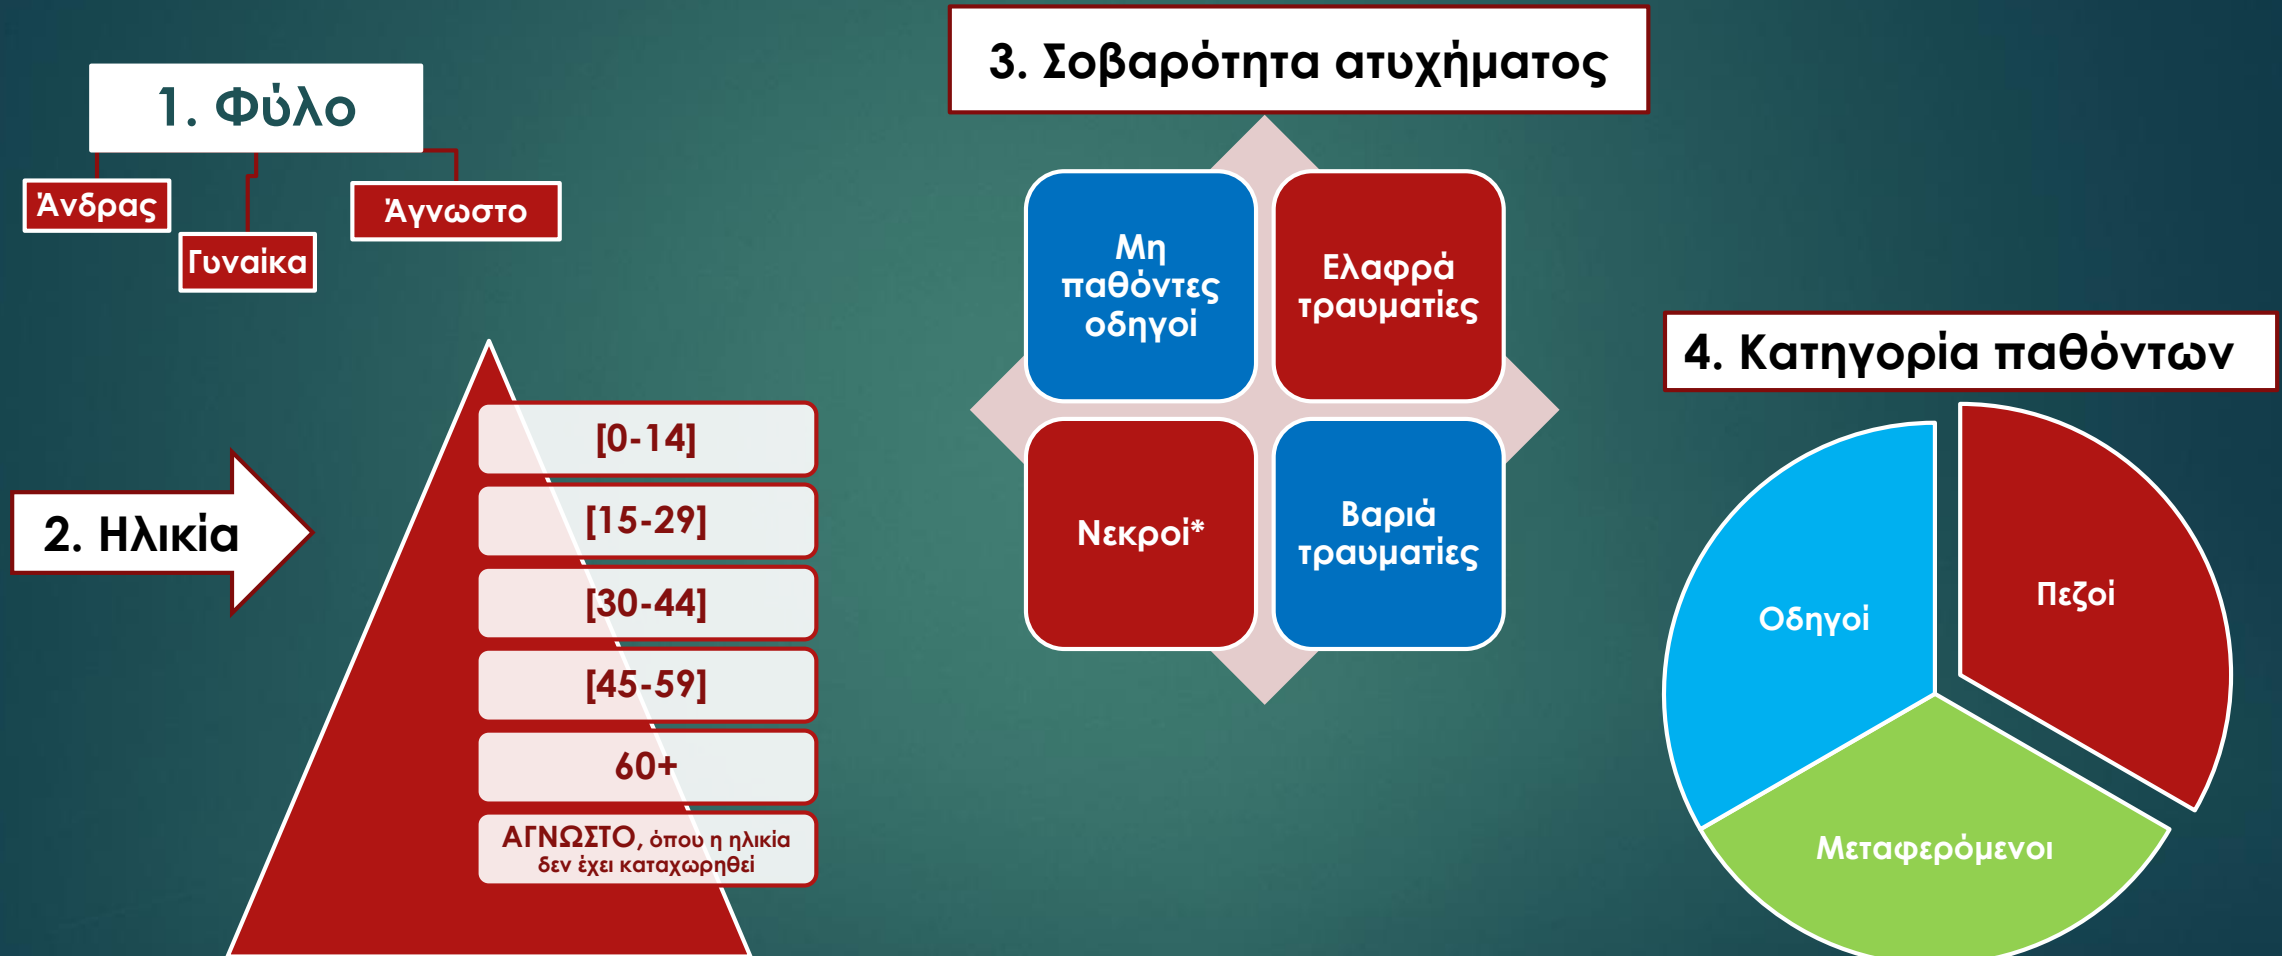 1. Φύλο
Άνδρας
Γυναίκα
Άγνωστο
2. Ηλικία
[0-14]
[15-29]
[30-44]
[45-59]
60+
ΑΓΝΩΣΤΟ, όπου η ηλικία
δεν έχει καταχωρηθεί
3. Σοβαρότητα ατυχήματος
Μη
παθόντες
οδηγοί
Ελαφρά
τραυματίες
Νεκροί*
Βαριά
τραυματίες
4. Κατηγορία παθόντων
Οδηγοί
Πεζοί
Μεταφερόμενοι